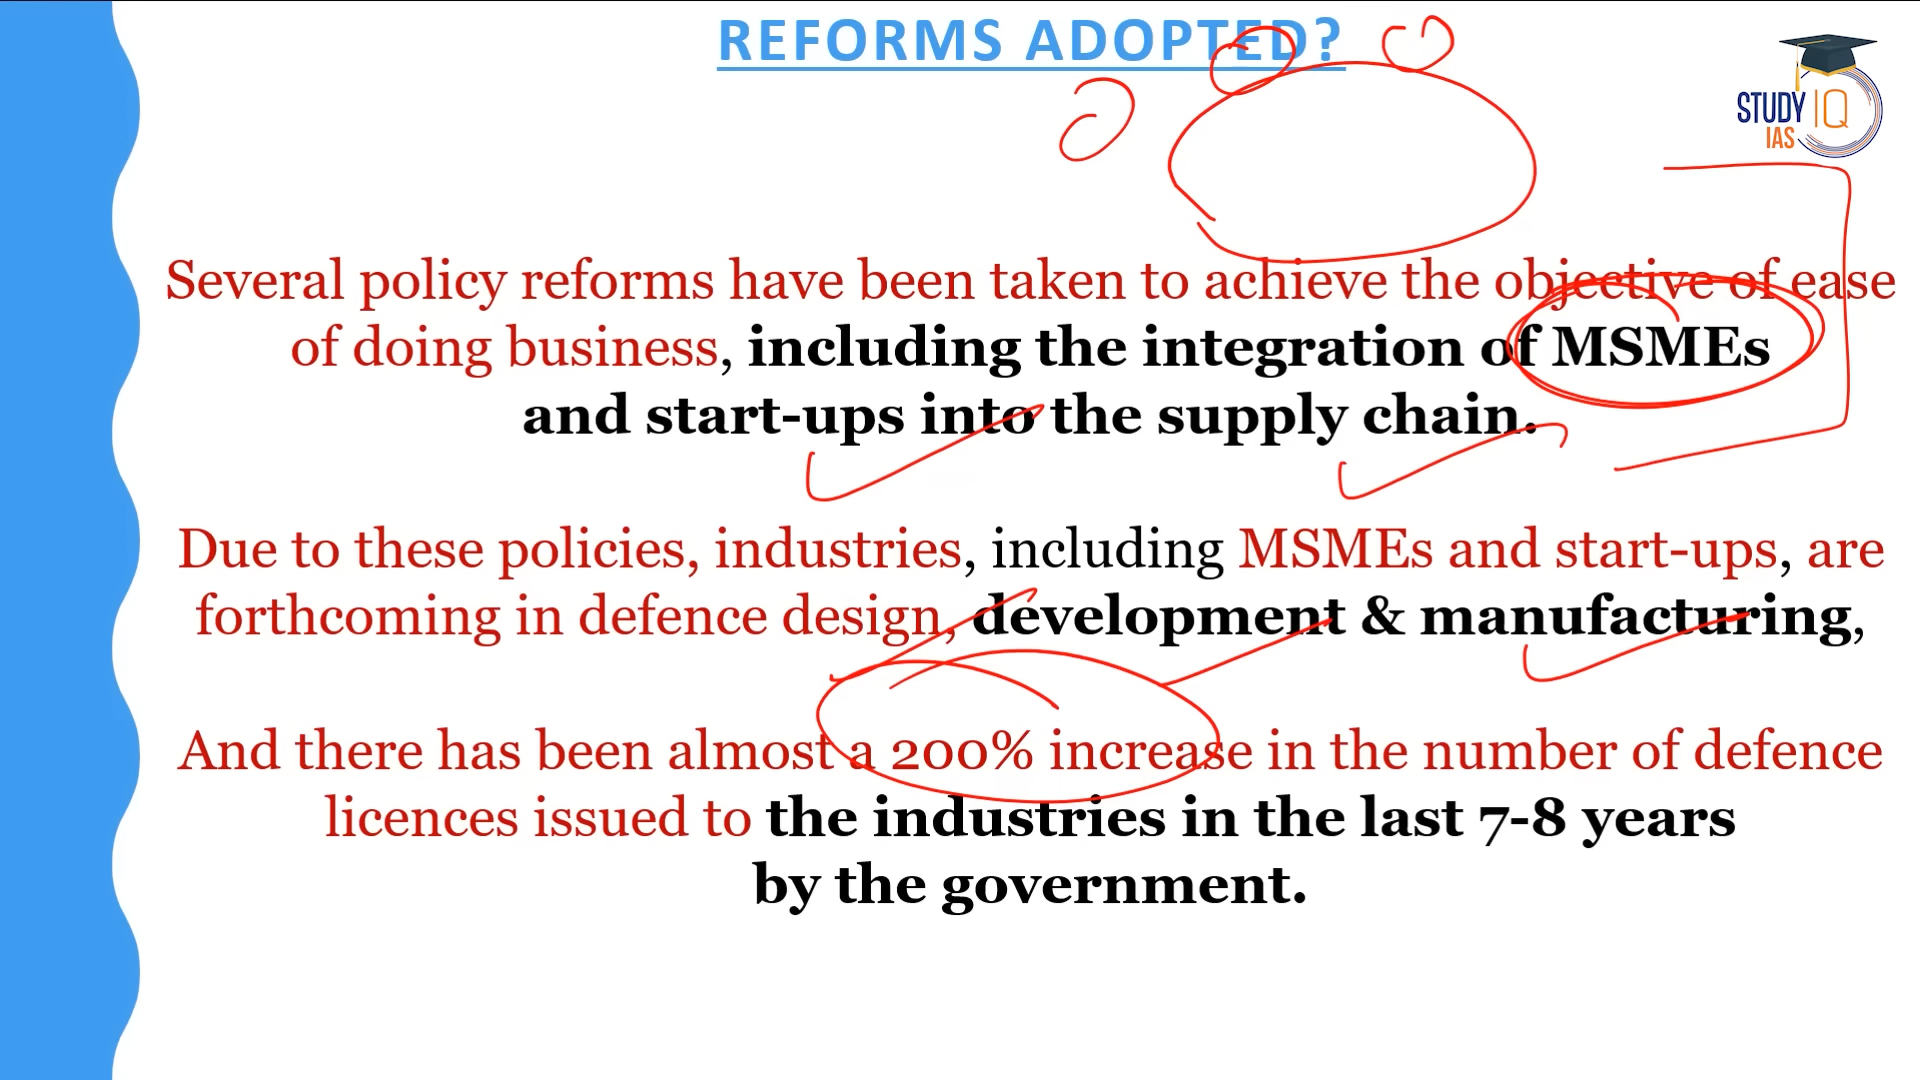 REFORMS ADOPTED?
STUDY IQ
IAS
Several policy reforms have been taken to achieve the objective of ease
of doing business, including the integration of MSMEs
and start-ups into the supply chain.
Due to these policies, industries, including MSMEs and start-ups, are
forthcoming in defence design, development & manufacturing,
And there has been almost a 200% increase in the number of defence
licences issued to the industries in the last 7-8 years
by the government.